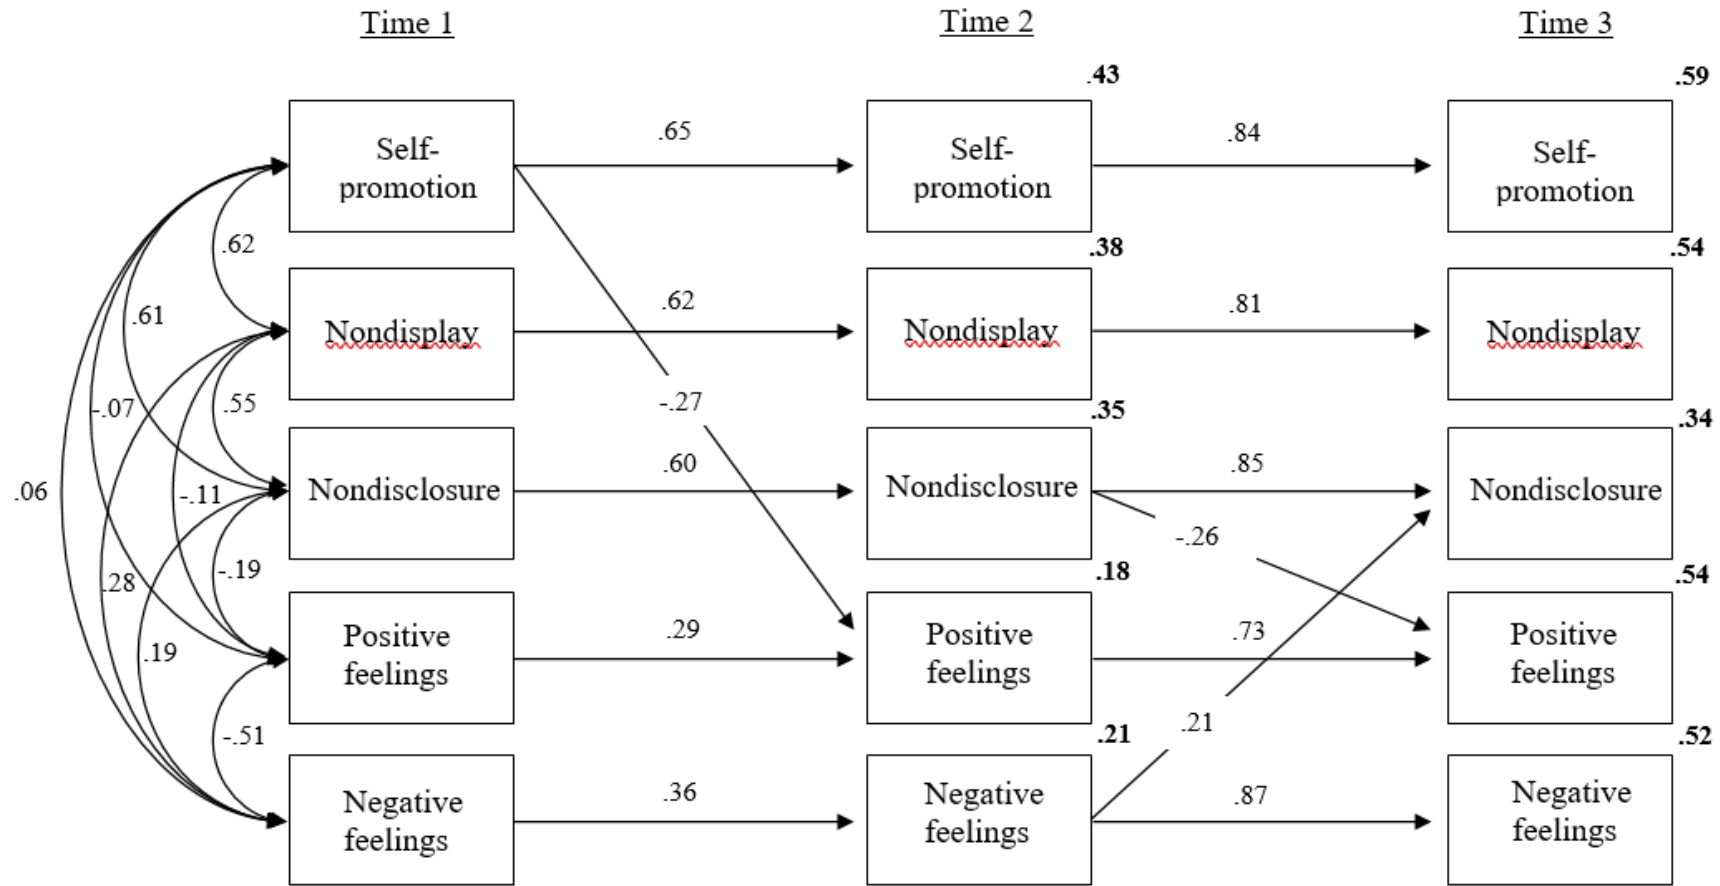 Time 1
Time 2
Time 3
.43
.59
Self-
promotion
.65
Self-
promotion
.84
Self-
promotion
.62
.38
.54
.61
Nondisplay
.62
Nondisplay
.81
Nondisplay
-.07
.55
-.27
.35
.34
.06
-.11
Nondisclosure
.60
Nondisclosure
.85
Nondisclosure
-.26
.28
-.19
.18
.54
.19
Positive
feelings
.29
Positive
feelings
.73
Positive
feelings
-.51
.21
.21
.52
Negative
feelings
.36
Negative
feelings
.87
Negative
feelings